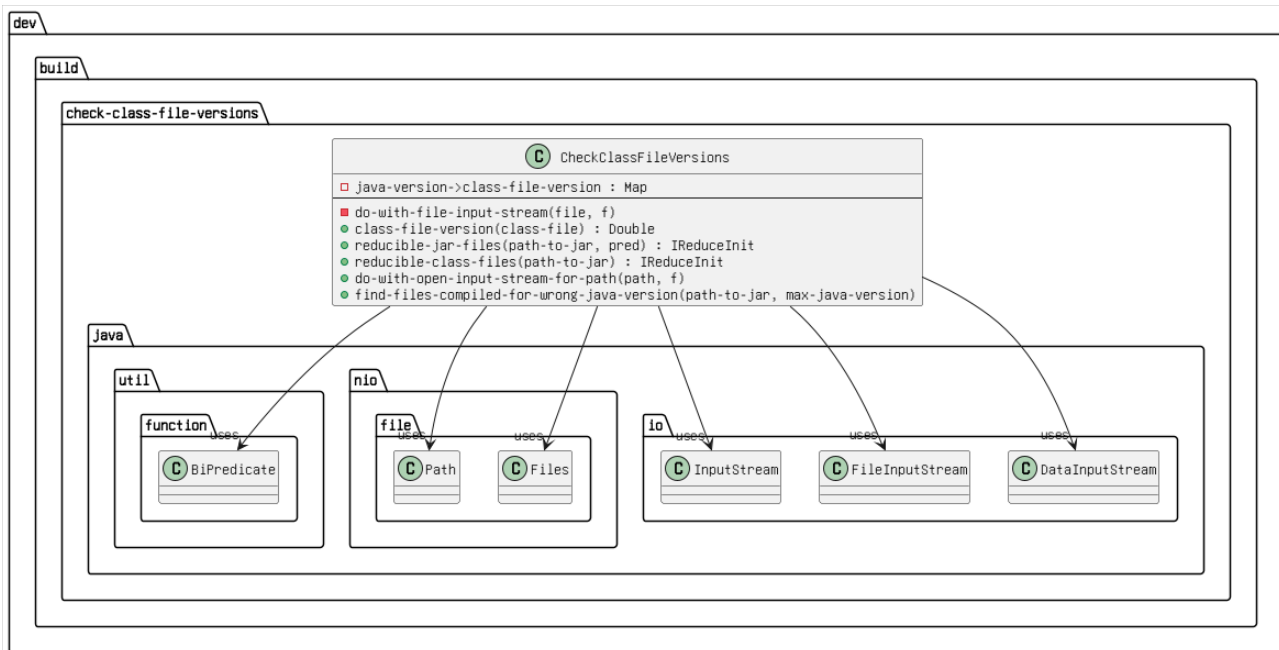 dev
build
check-class-file-versions
C CheckClassFileVersions
java-version->class-file-version : Map
do-with-file-input-stream(file, f)
class-file-version(class-file) : Double
reducible-jar-files(path-to-jar, pred) : IReduceInit
reducible-class-files(path-to-jar) : IReduceInit
do-with-open-input-stream-for-path(path, f)
find-files-compiled-for-wrong-java-version(path-to-jar, max-java-version)
java
util
nio
function
file
io
uses
uses
uses
uses
uses
uses
C BiPredicate
C Path
C Files
C InputStream
C FileInputStream
C DataInputStream